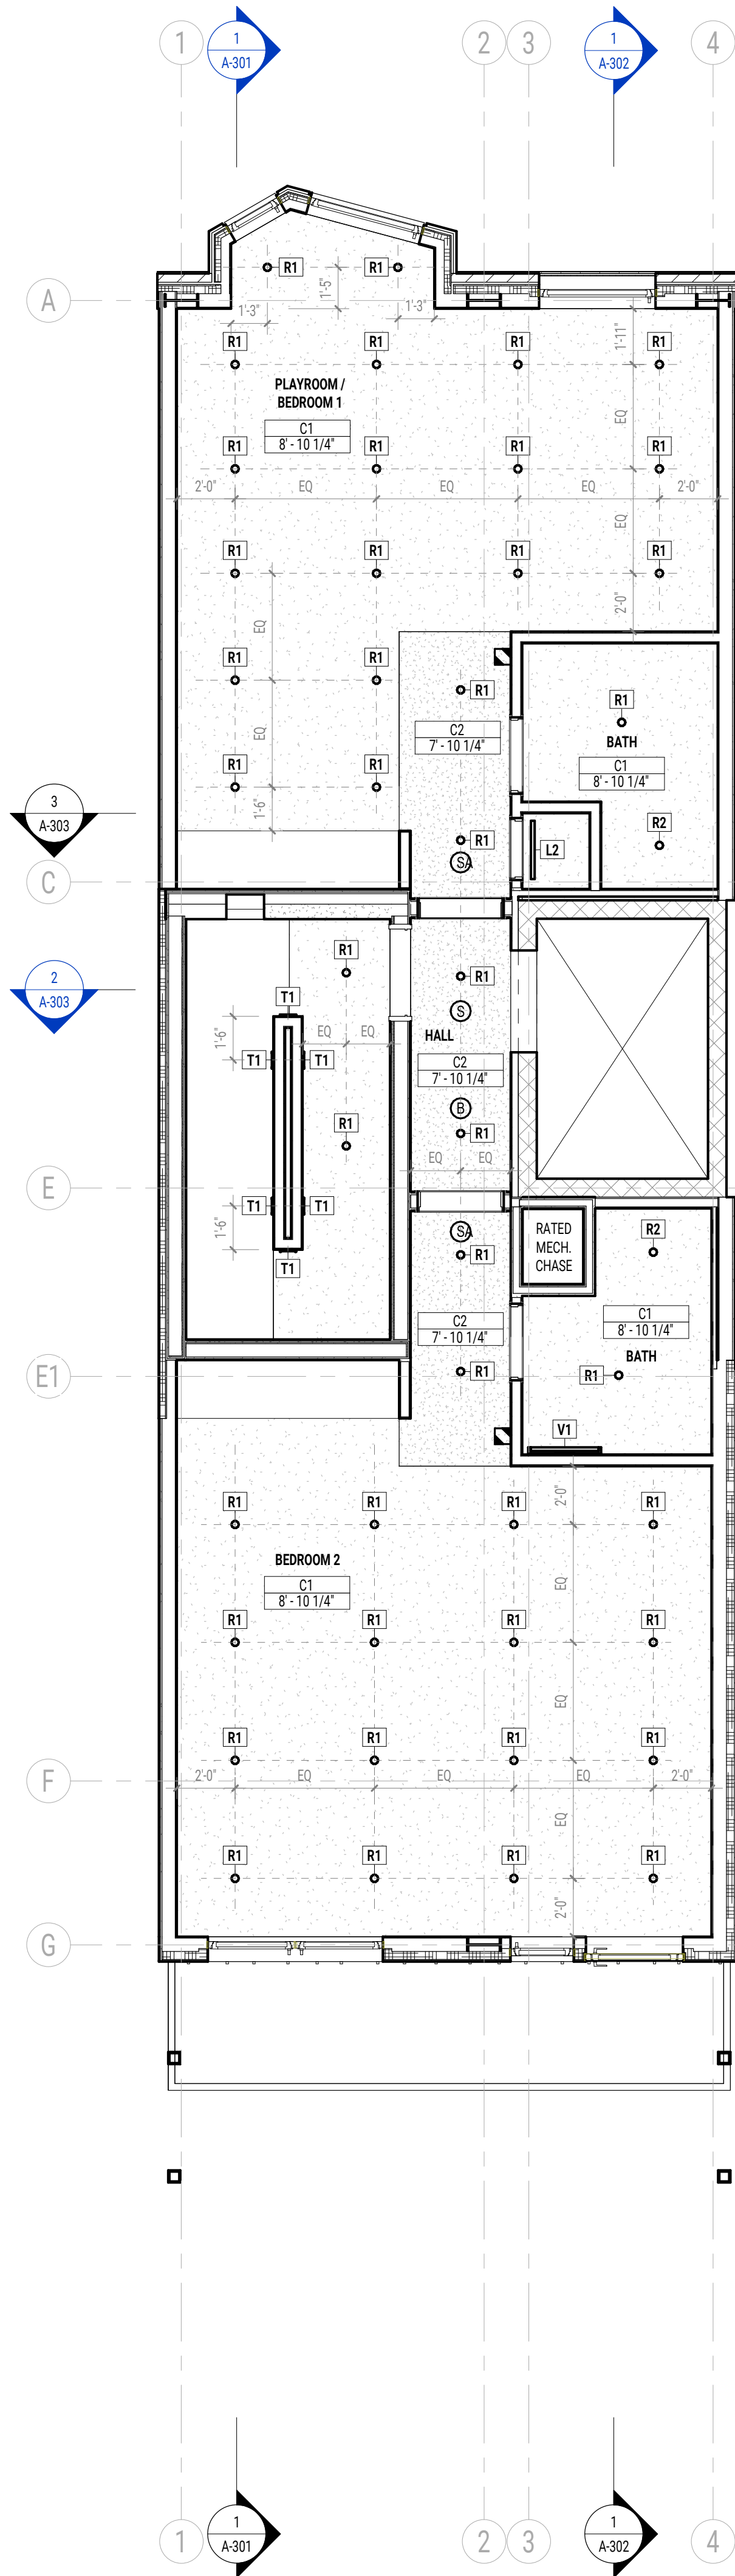 1
1
A-301
2
3
1
A-302
4
R1
R1
1'-5"
1'-3"
1'-3"
A
R1
R1
R1
R1
1'-11"
PLAYROOM /
BEDROOM 1
C1
8' - 10 1/4"
EQ
R1
R1
R1
R1
2'-0"
EQ
EQ
EQ
2'-0"
EQ
R1
R1
R1
R1
2'-0"
EQ
R1
R1
R1
R1
C2
7' - 10 1/4"
BATH
C1
8' - 10 1/4"
EQ
R1
R1
1'-6"
3
A-303
R1
SA
L2
R2
C
R1
R1
2
A-303
T1
S
HALL
1'-6"
EQ
EQ
T1
T1
C2
7' - 10 1/4"
B
R1
R1
EQ
EQ
E
T1
T1
1'-6"
T1
SA
R1
RATED
MECH.
CHASE
R2
C2
7' - 10 1/4"
C1
8' - 10 1/4"
BATH
E1
R1
R1
V1
2'-0"
R1
R1
R1
R1
BEDROOM 2
C1
8' - 10 1/4"
EQ
R1
R1
R1
R1
EQ
R1
R1
R1
R1
F
2'-0"
EQ
EQ
EQ
2'-0"
EQ
R1
R1
R1
R1
2'-0"
G
1
1
A-301
2
3
1
A-302
4